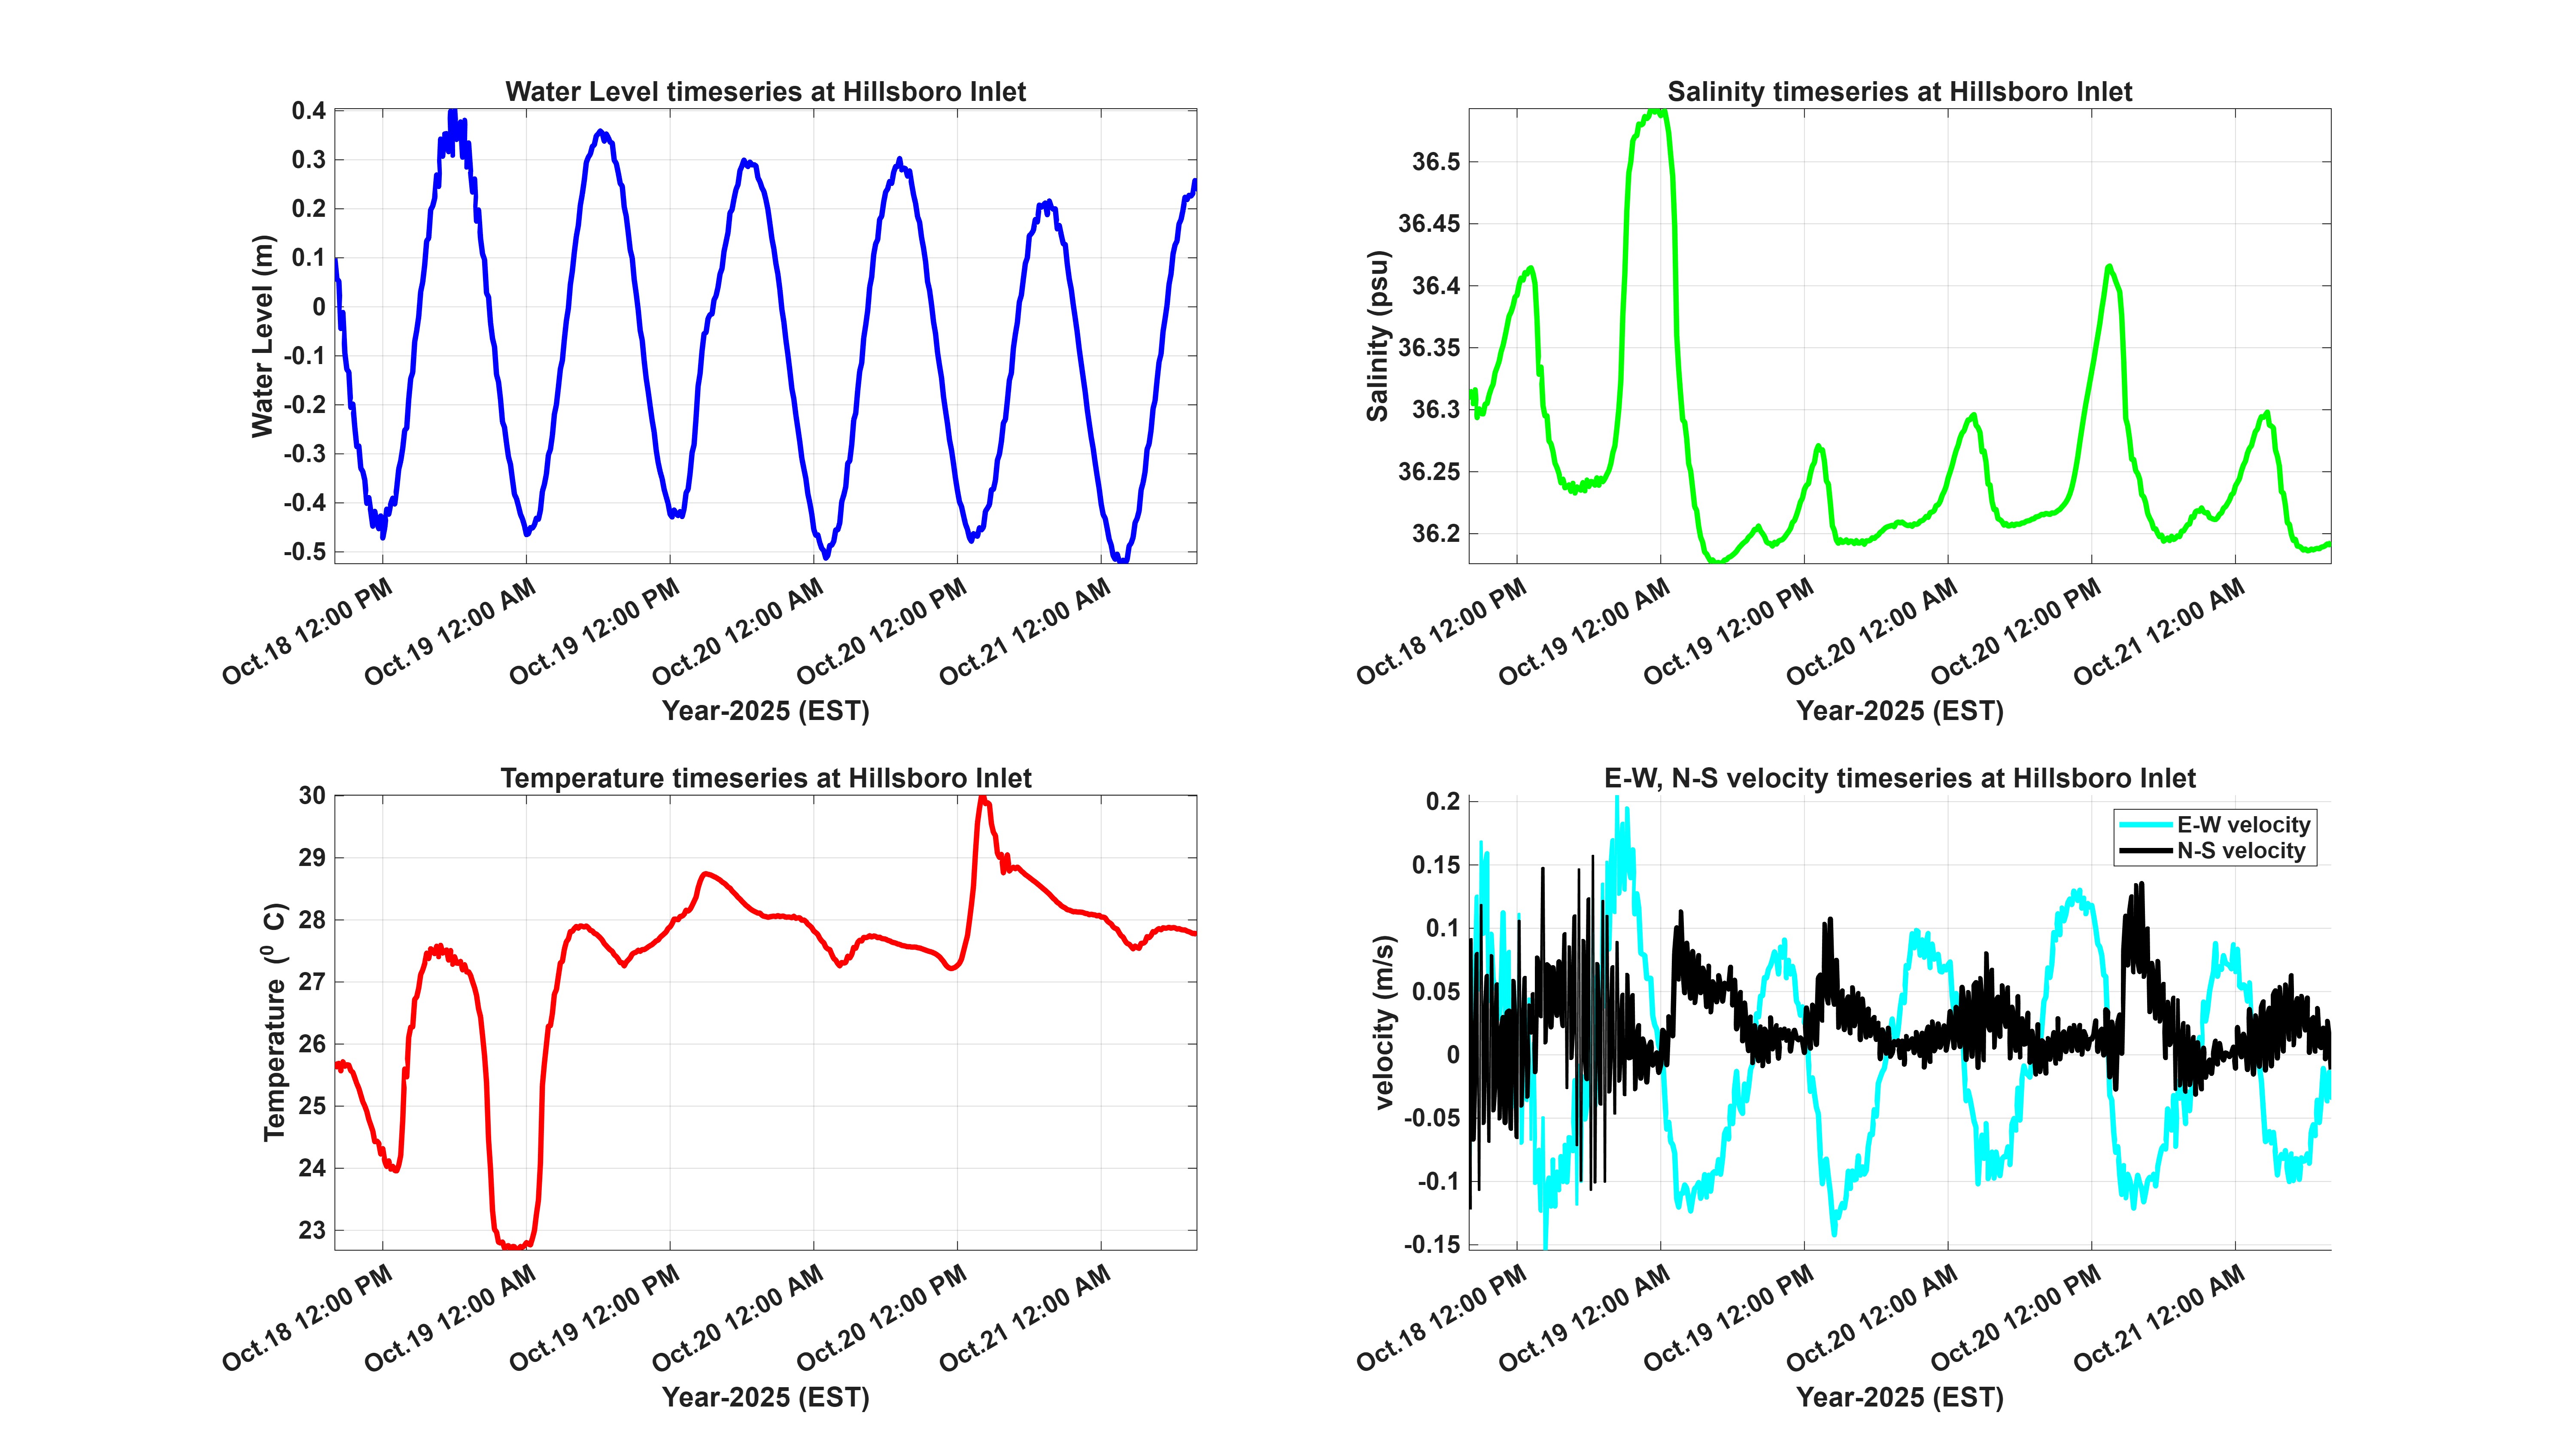 Water Level timeseries at Hillsboro Inlet
0.4
0.3
0.2
0.1
0
-0.1
-0.2
-0.3
-0.4
-0.5
Water Level (m)
Oct.18 12:00 PM
Oct.19 12:00 AM
Oct.19 12:00 PM
Oct.20 12:00 AM
Oct.20 12:00 PM
Oct.21 12:00 AM
Year-2025 (EST)
Salinity timeseries at Hillsboro Inlet
36.5
36.45
36.4
36.35
36.3
36.25
36.2
Salinity (psu)
Oct.18 12:00 PM
Oct.19 12:00 AM
Oct.19 12:00 PM
Oct.20 12:00 AM
Oct.20 12:00 PM
Oct.21 12:00 AM
Year-2025 (EST)
Temperature timeseries at Hillsboro Inlet
30
29
28
27
26
25
24
23
Temperature (⁰ C)
Oct.18 12:00 PM
Oct.19 12:00 AM
Oct.19 12:00 PM
Oct.20 12:00 AM
Oct.20 12:00 PM
Oct.21 12:00 AM
Year-2025 (EST)
E-W, N-S velocity timeseries at Hillsboro Inlet
E-W velocity
N-S velocity
0.2
0.15
0.1
0.05
0
-0.05
-0.1
-0.15
velocity (m/s)
Oct.18 12:00 PM
Oct.19 12:00 AM
Oct.19 12:00 PM
Oct.20 12:00 AM
Oct.20 12:00 PM
Oct.21 12:00 AM
Year-2025 (EST)